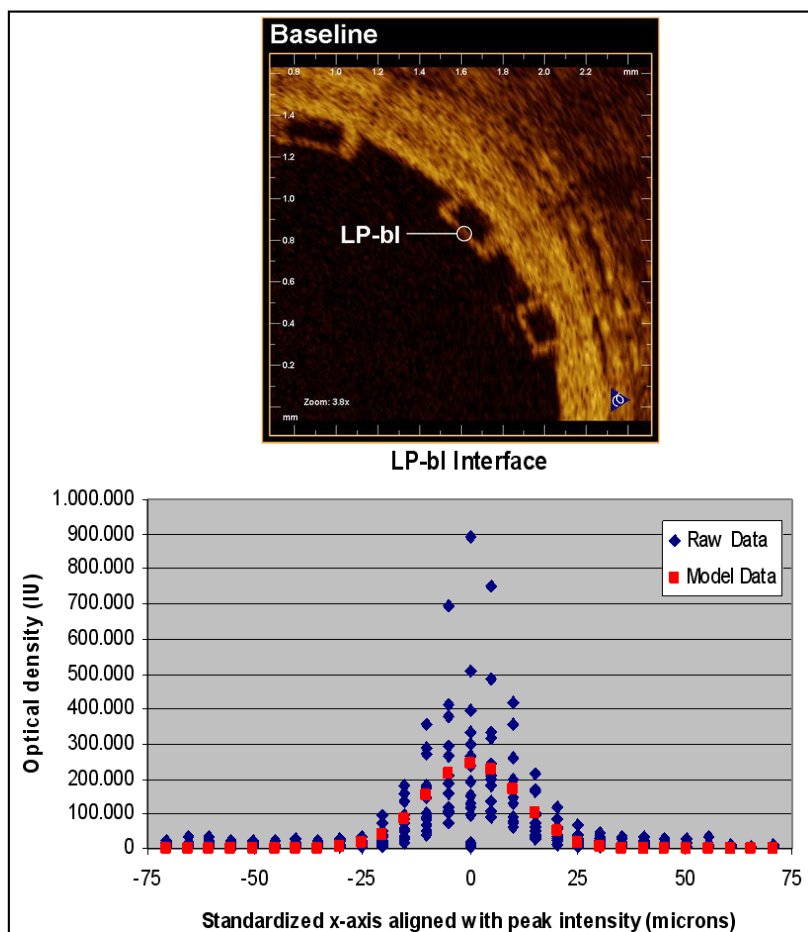 Baseline
0.8 1.0 1.2 1.4 1.6 1.8 2.0 2.2 mm
1.4
1.2
1.0
LP-bl
0.8
0.6
0.4
0.2
Zoom: 3.8x
mm
LP-bl Interface
1.000.000
900.000
800.000
700.000
600.000
500.000
400.000
300.000
200.000
100.000
0
Optical density (IU)
Raw Data
Model Data
-75 -50 -25 0 25 50 75
Standardized x-axis aligned with peak intensity (microns)